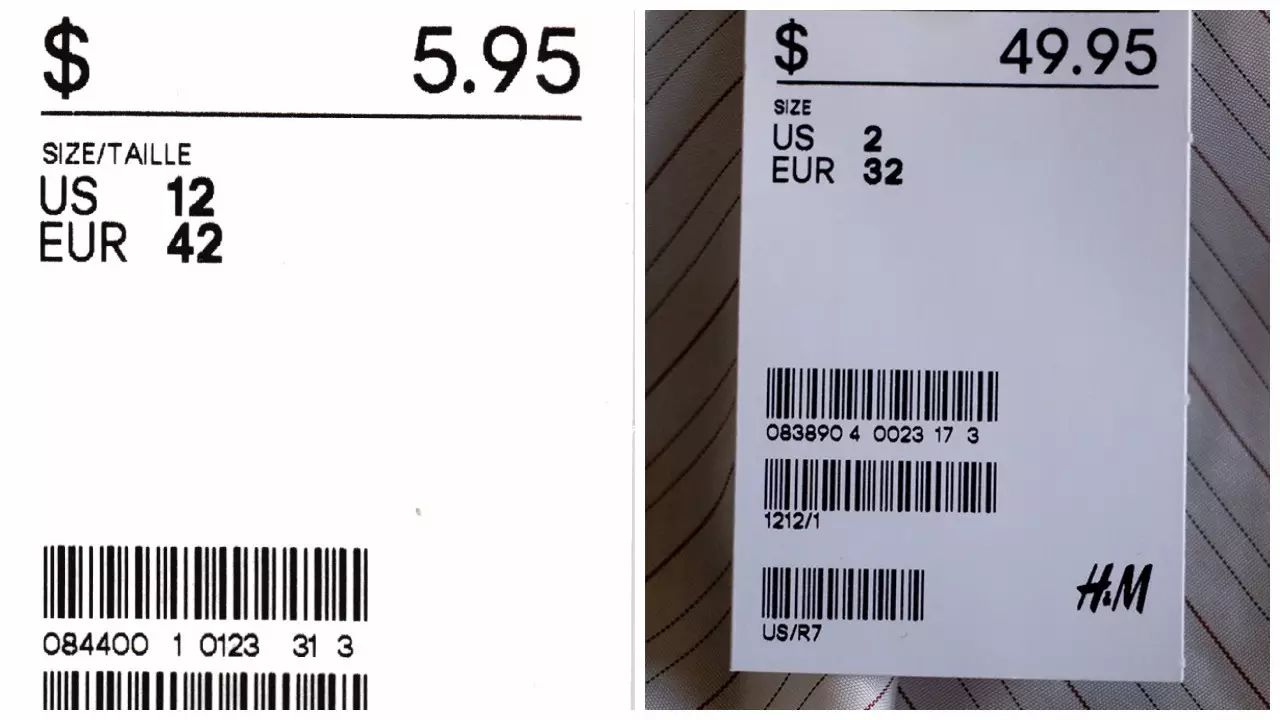 $ 5.95
SIZE/TAILLE
US 12
EUR 42
084400 1 0123 31 3
$ 49.95
SIZE
US 2
EUR 32
083890 4 0023 17 3
1212/1
US/R7
H&M